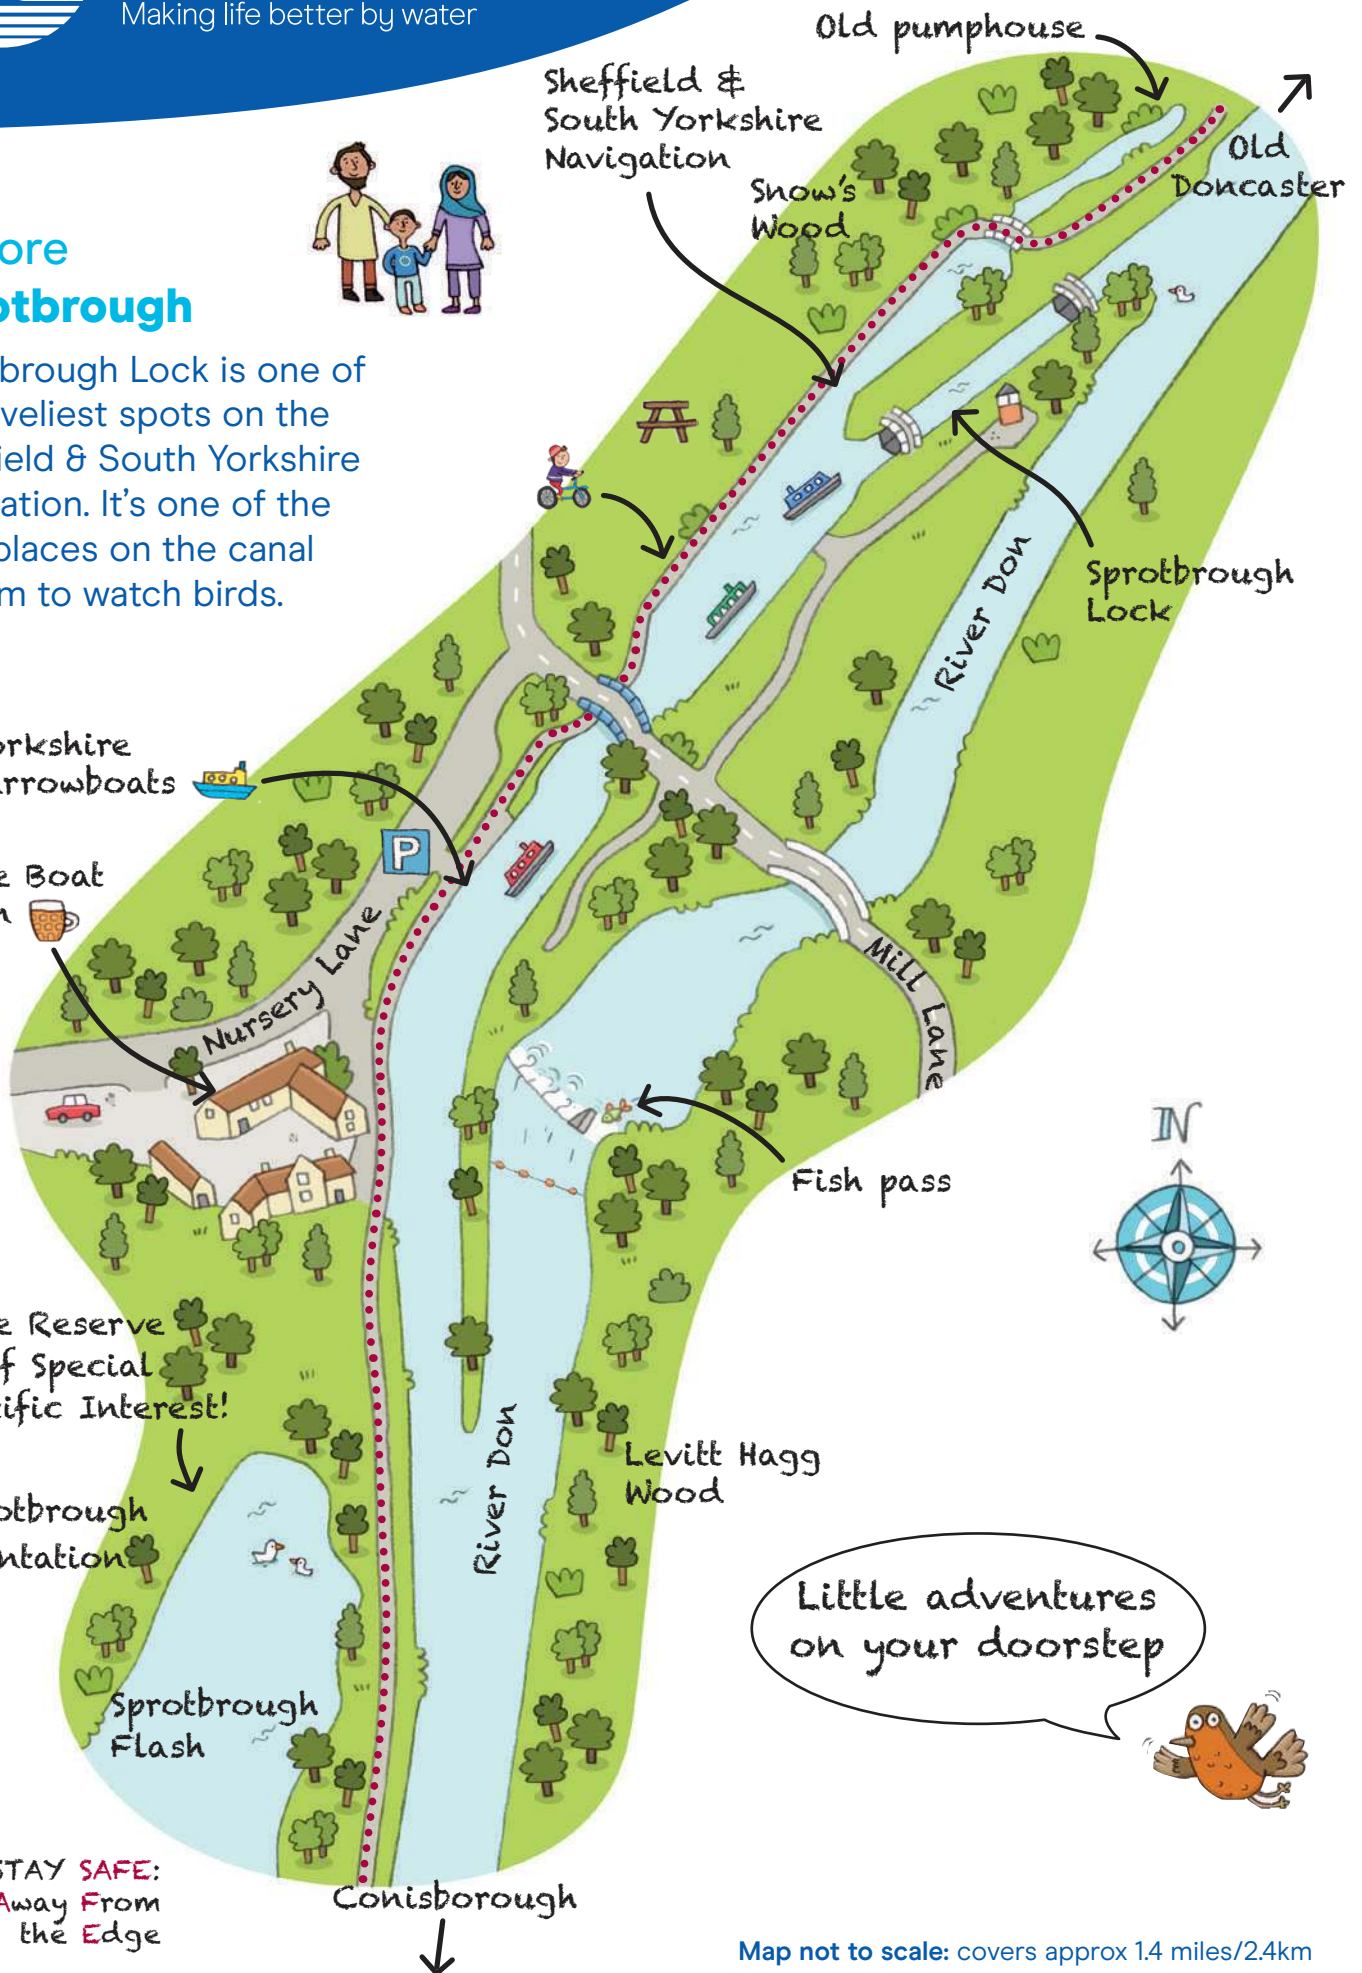 Making life better by water
Old pumphouse
Sheffield &
South Yorkshire
Navigation
Old
Doncaster
Snow's
Wood
ore
otbrough
brough Lock is one of
veliest spots on the
ield & South Yorkshire
ation. It's one of the
places on the canal
m to watch birds.
Sprotbrough
Lock
River Don
orkshire
arrowboats
P
e Boat
n
Nursery Lane
Mill Lane
N
Fish pass
e Reserve
f Special
tific Interest!
Levitt Hagg
Wood
River Don
otbrough
ntation
Little adventures
on your doorstep
Sprotbrough
Flash
STAY SAFE:
Away From
the Edge
Conisborough
Map not to scale: covers approx 1.4 miles/2.4km